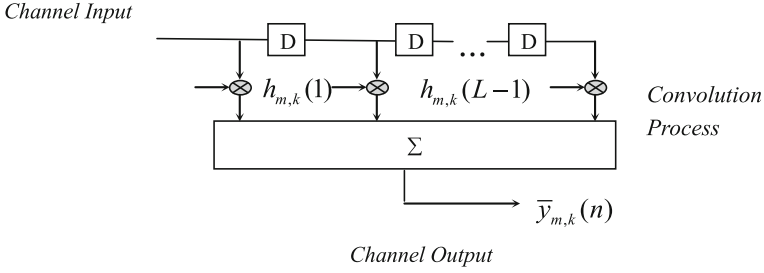 Channel Input
D D ... D
h_{m,k}(1) h_{m,k}(L−1)
Convolution
Process
Σ
ȳ_{m,k}(n)
Channel Output